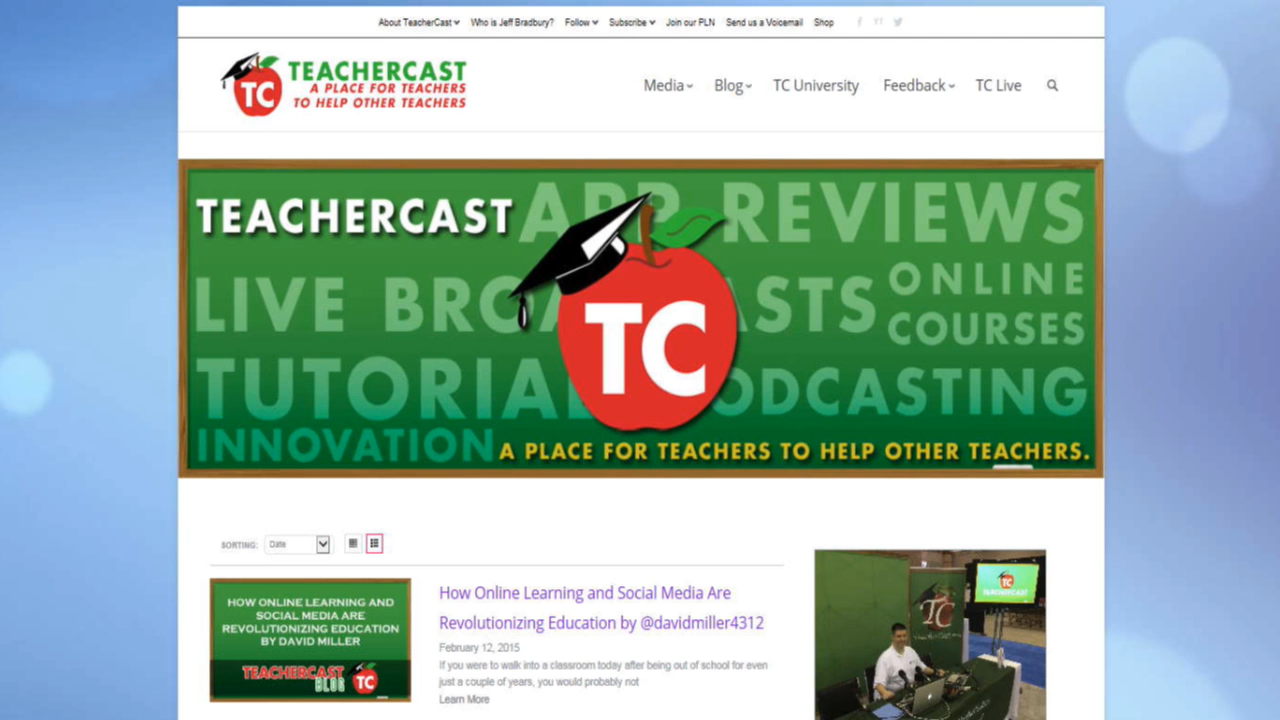 About TeacherCast Who is Jeff Bradbury? Follow Subscribe Join our PLN Send us a Voicemail Shop
TEACHERCAST
A PLACE FOR TEACHERS
TO HELP OTHER TEACHERS
TC
Media Blog TC University Feedback TC Live
TEACHERCAST APP REVIEWS
LIVE BROADCASTS ONLINE
COURSES
TC
TUTORIA ODCASTING
INNOVATION A PLACE FOR TEACHERS TO HELP OTHER TEACHERS.
SORTING: Date
HOW ONLINE LEARNING AND
SOCIAL MEDIA ARE
REVOLUTIONIZING EDUCATION
BY DAVID MILLER
TEACHERCAST
BLOG
TC
How Online Learning and Social Media Are
Revolutionizing Education by @davidmiller4312
February 12, 2015
If you were to walk into a classroom today after being out of school for even
just a couple of years, you would probably not
Learn More
TC
TEACHERCAST